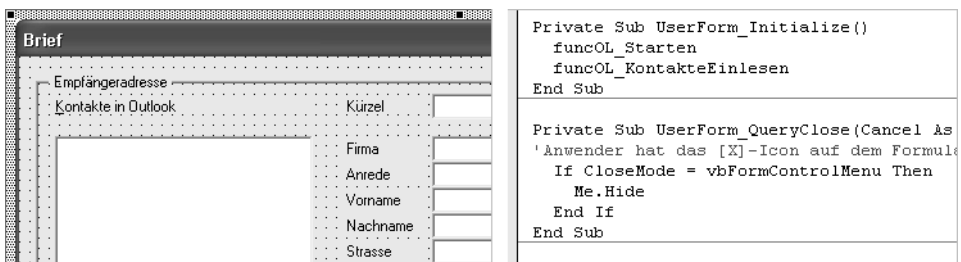 Brief
Empfängeradresse
Kontakte in Outlook
Kürzel
Firma
Anrede
Vorname
Nachname
Strasse
Private Sub UserForm_Initialize()
funcOL_Starten
funcOL_KontakteEinlesen
End Sub
Private Sub UserForm_QueryClose(Cancel As
'Anwender hat das [X]-Icon auf dem Formula
If CloseMode = vbFormControlMenu Then
Me.Hide
End If
End Sub